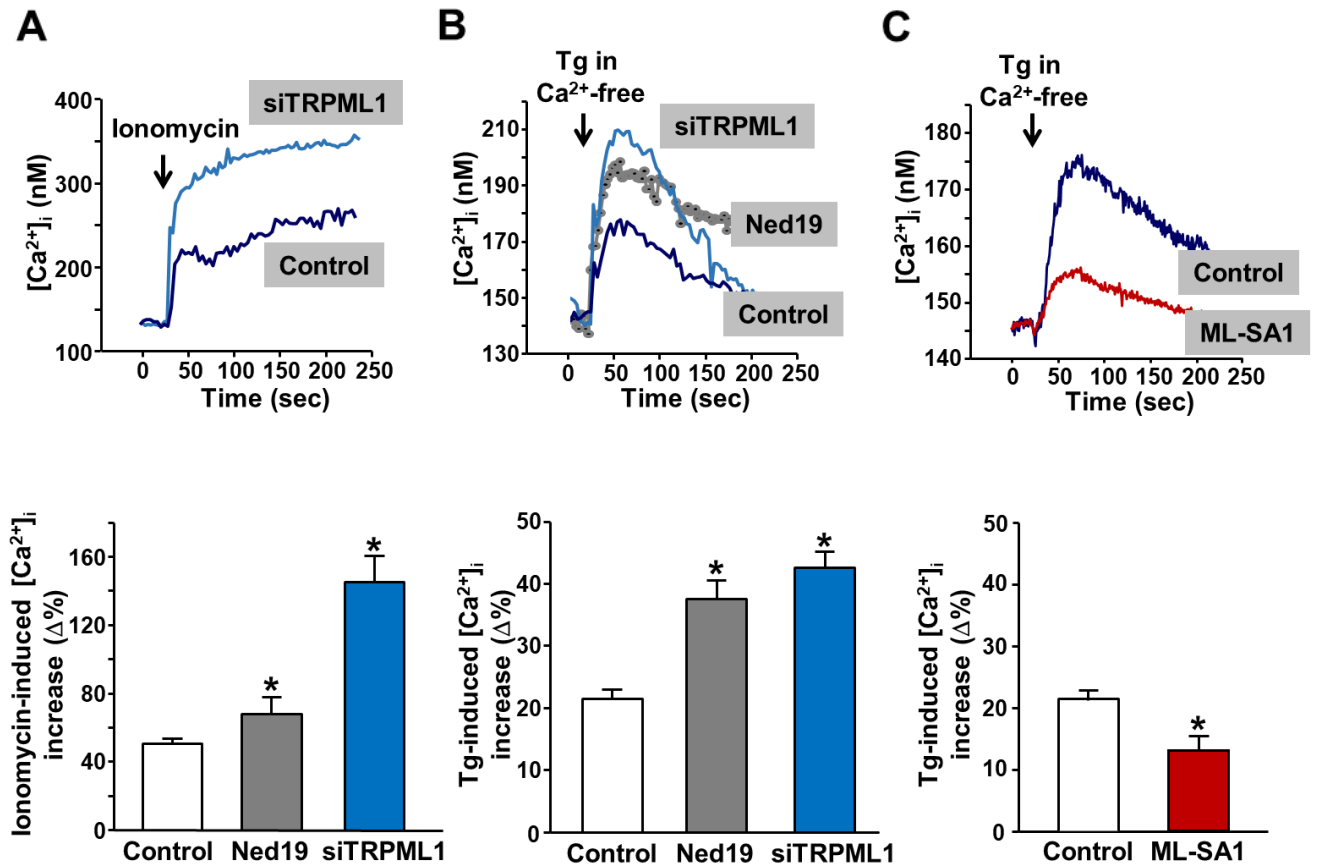 A
siTRPML1
Ionomycin
Control
[Ca²⁺]ᵢ (nM)
400
300
200
100
0 50 100 150 200 250
Time (sec)
B
Tg in
Ca²⁺-free
siTRPML1
Ned19
Control
[Ca²⁺]ᵢ (nM)
210
190
170
150
130
0 50 100 150 200 250
Time (sec)
C
Tg in
Ca²⁺-free
Control
ML-SA1
[Ca²⁺]ᵢ (nM)
180
170
160
150
140
0 50 100 150 200 250
Time (sec)
Ionomycin-induced [Ca²⁺]ᵢ
increase (Δ%)
160
120
80
40
0
*
*
Control Ned19 siTRPML1
Tg-induced [Ca²⁺]ᵢ
increase (Δ%)
50
40
30
20
10
0
*
*
Control Ned19 siTRPML1
Tg-induced [Ca²⁺]ᵢ
increase (Δ%)
50
40
30
20
10
0
*
Control ML-SA1